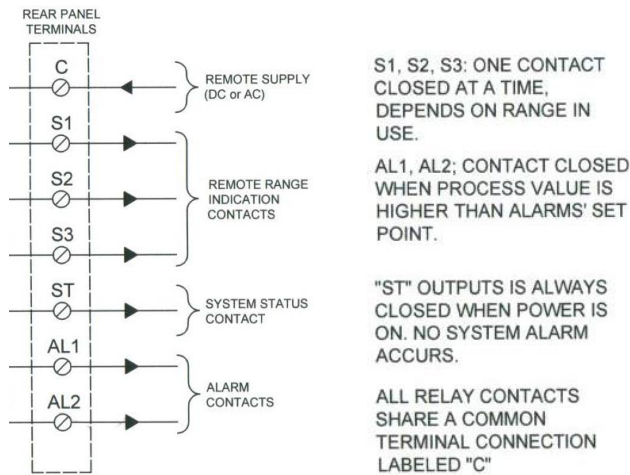 REAR PANEL
TERMINALS
C
REMOTE SUPPLY
(DC or AC)
S1
S2
REMOTE RANGE
INDICATION
CONTACTS
S3
ST
SYSTEM STATUS
CONTACT
AL1
ALARM
CONTACTS
AL2
S1, S2, S3: ONE CONTACT
CLOSED AT A TIME,
DEPENDS ON RANGE IN
USE.
AL1, AL2; CONTACT CLOSED
WHEN PROCESS VALUE IS
HIGHER THAN ALARMS' SET
POINT.
"ST" OUTPUTS IS ALWAYS
CLOSED WHEN POWER IS
ON. NO SYSTEM ALARM
ACCURS.
ALL RELAY CONTACTS
SHARE A COMMON
TERMINAL CONNECTION
LABELED "C"